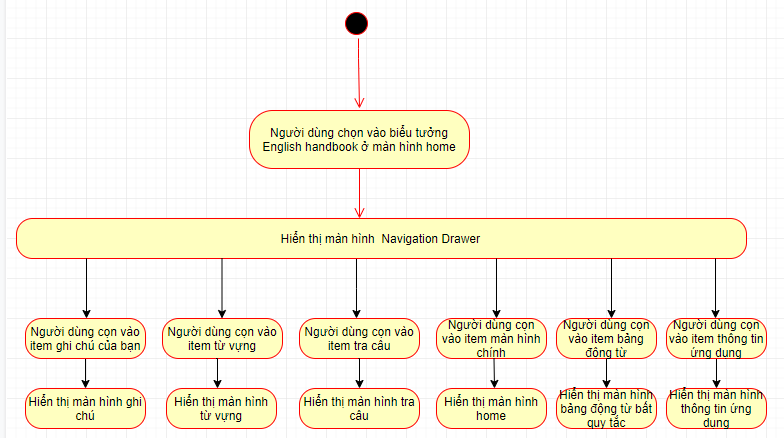 Người dùng chọn vào biểu tưởng
English handbook ở màn hình home
Hiển thị màn hình  Navigation Drawer
Người dùng cọn vào
item ghi chú của bạn
Người dùng cọn vào
item từ vựng
Người dùng cọn vào
item tra câu
Người dùng cọn
vào item màn hình
chính
Người dùng cọn
vào item bảng
động từ
Người dùng cọn
vào item thông tin
ứng dụng
Hiển thị màn hình ghi
chú
Hiển thị màn hình
từ vựng
Hiển thị màn hình tra
câu
Hiển thị màn hình
home
Hiển thị màn hình
bảng động từ bất
quy tắc
Hiển thị màn hình
thông tin ứng
dụng